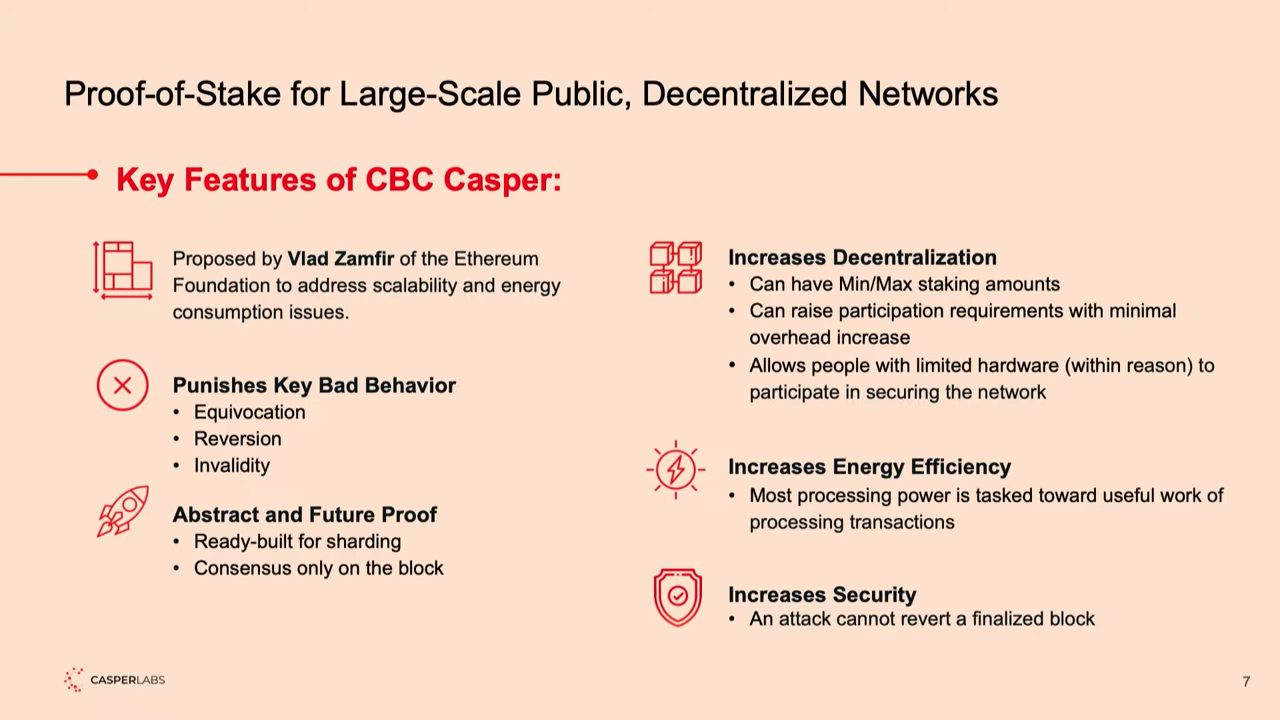 Proof-of-Stake for Large-Scale Public, Decentralized Networks
Key Features of CBC Casper:
Proposed by Vlad Zamfir of the Ethereum
Foundation to address scalability and energy
consumption issues.
Punishes Key Bad Behavior
• Equivocation
• Reversion
• Invalidity
Abstract and Future Proof
• Ready-built for sharding
• Consensus only on the block
Increases Decentralization
• Can have Min/Max staking amounts
• Can raise participation requirements with minimal
overhead increase
• Allows people with limited hardware (within reason) to
participate in securing the network
Increases Energy Efficiency
• Most processing power is tasked toward useful work of
processing transactions
Increases Security
• An attack cannot revert a finalized block
CASPERLABS
7